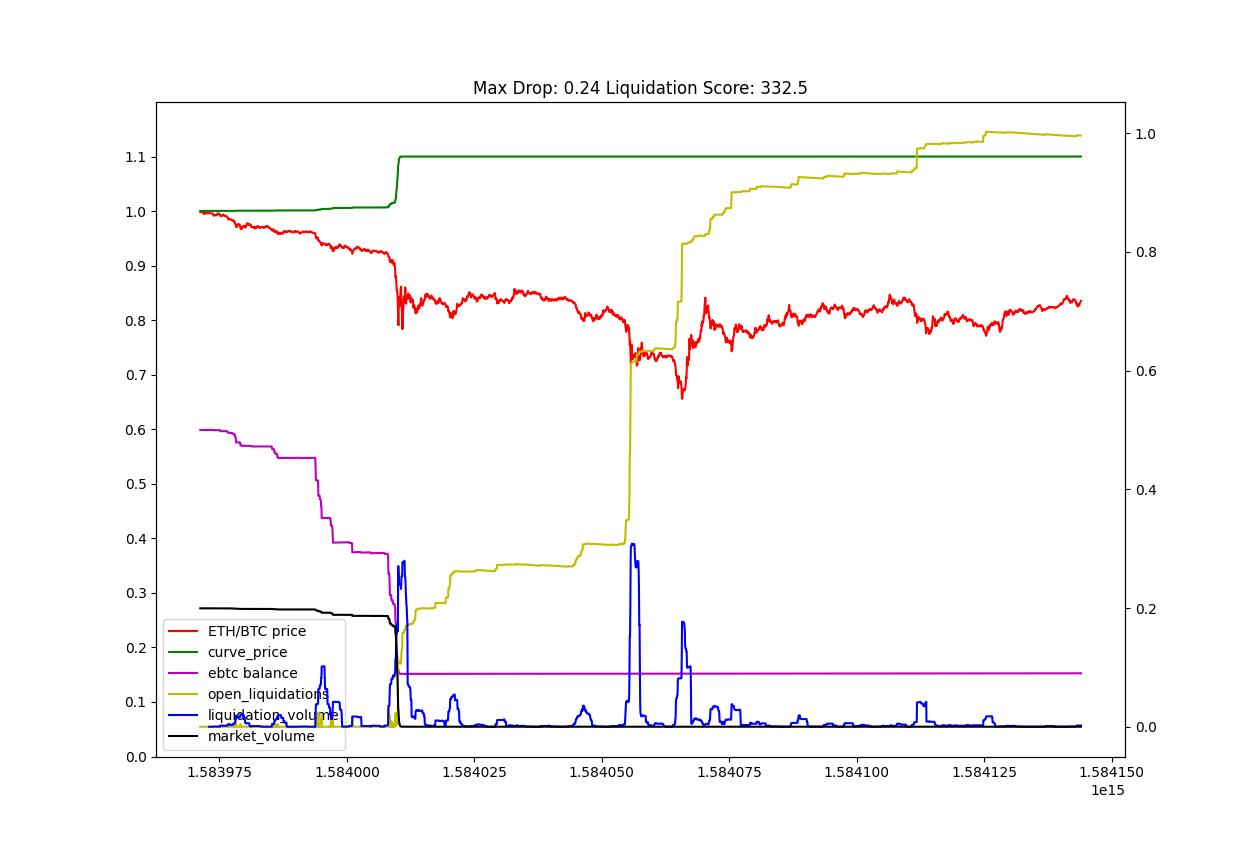 Max Drop: 0.24 Liquidation Score: 332.5
1.1
1.0
0.9
0.8
0.7
0.6
0.5
0.4
0.3
0.2
0.1
0.0
1.0
0.8
0.6
0.4
0.2
0.0
ETH/BTC price
curve_price
ebtc balance
open_liquidations
liquidation_volume
market_volume
1.583975 1.584000 1.584025 1.584050 1.584075 1.584100 1.584125 1.584150
1e15